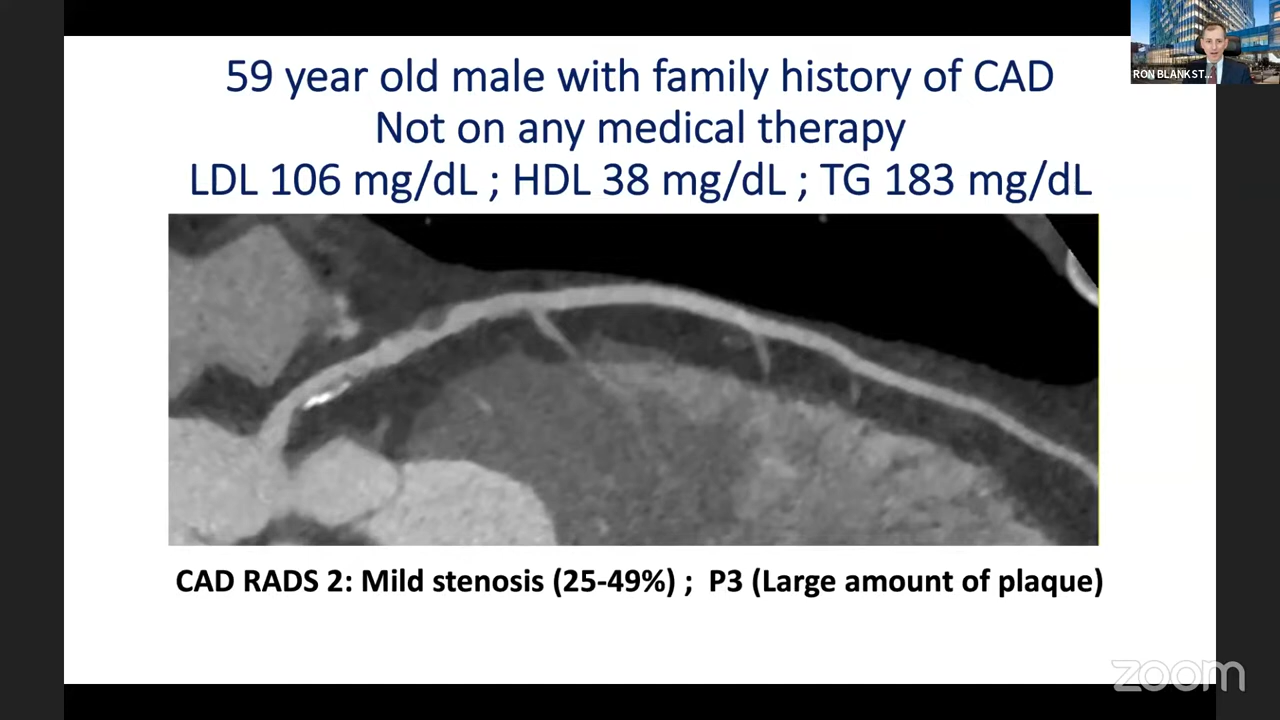 59 year old male with family history of CAD
Not on any medical therapy
LDL 106 mg/dL ; HDL 38 mg/dL ; TG 183 mg/dL
RON BLANKST...
CAD RADS 2: Mild stenosis (25-49%) ; P3 (Large amount of plaque)
zoom